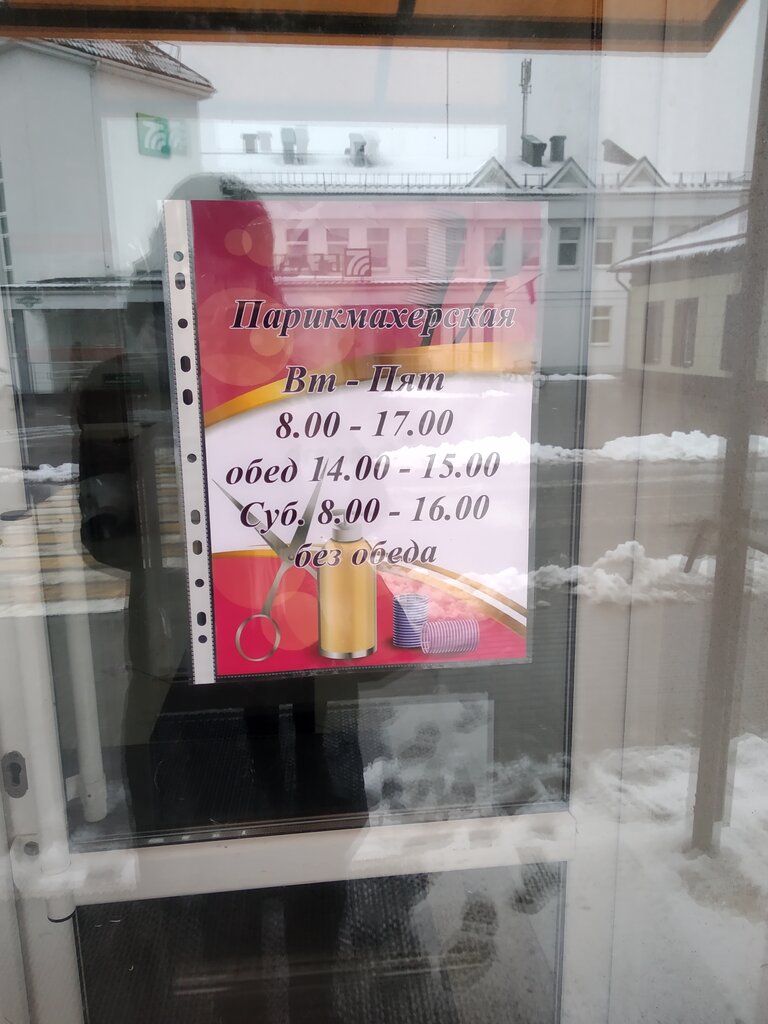 Парикмахерская
Вт - Пят
8.00 - 17.00
обед 14.00 - 15.00
Суб. 8.00 - 16.00
без обеда